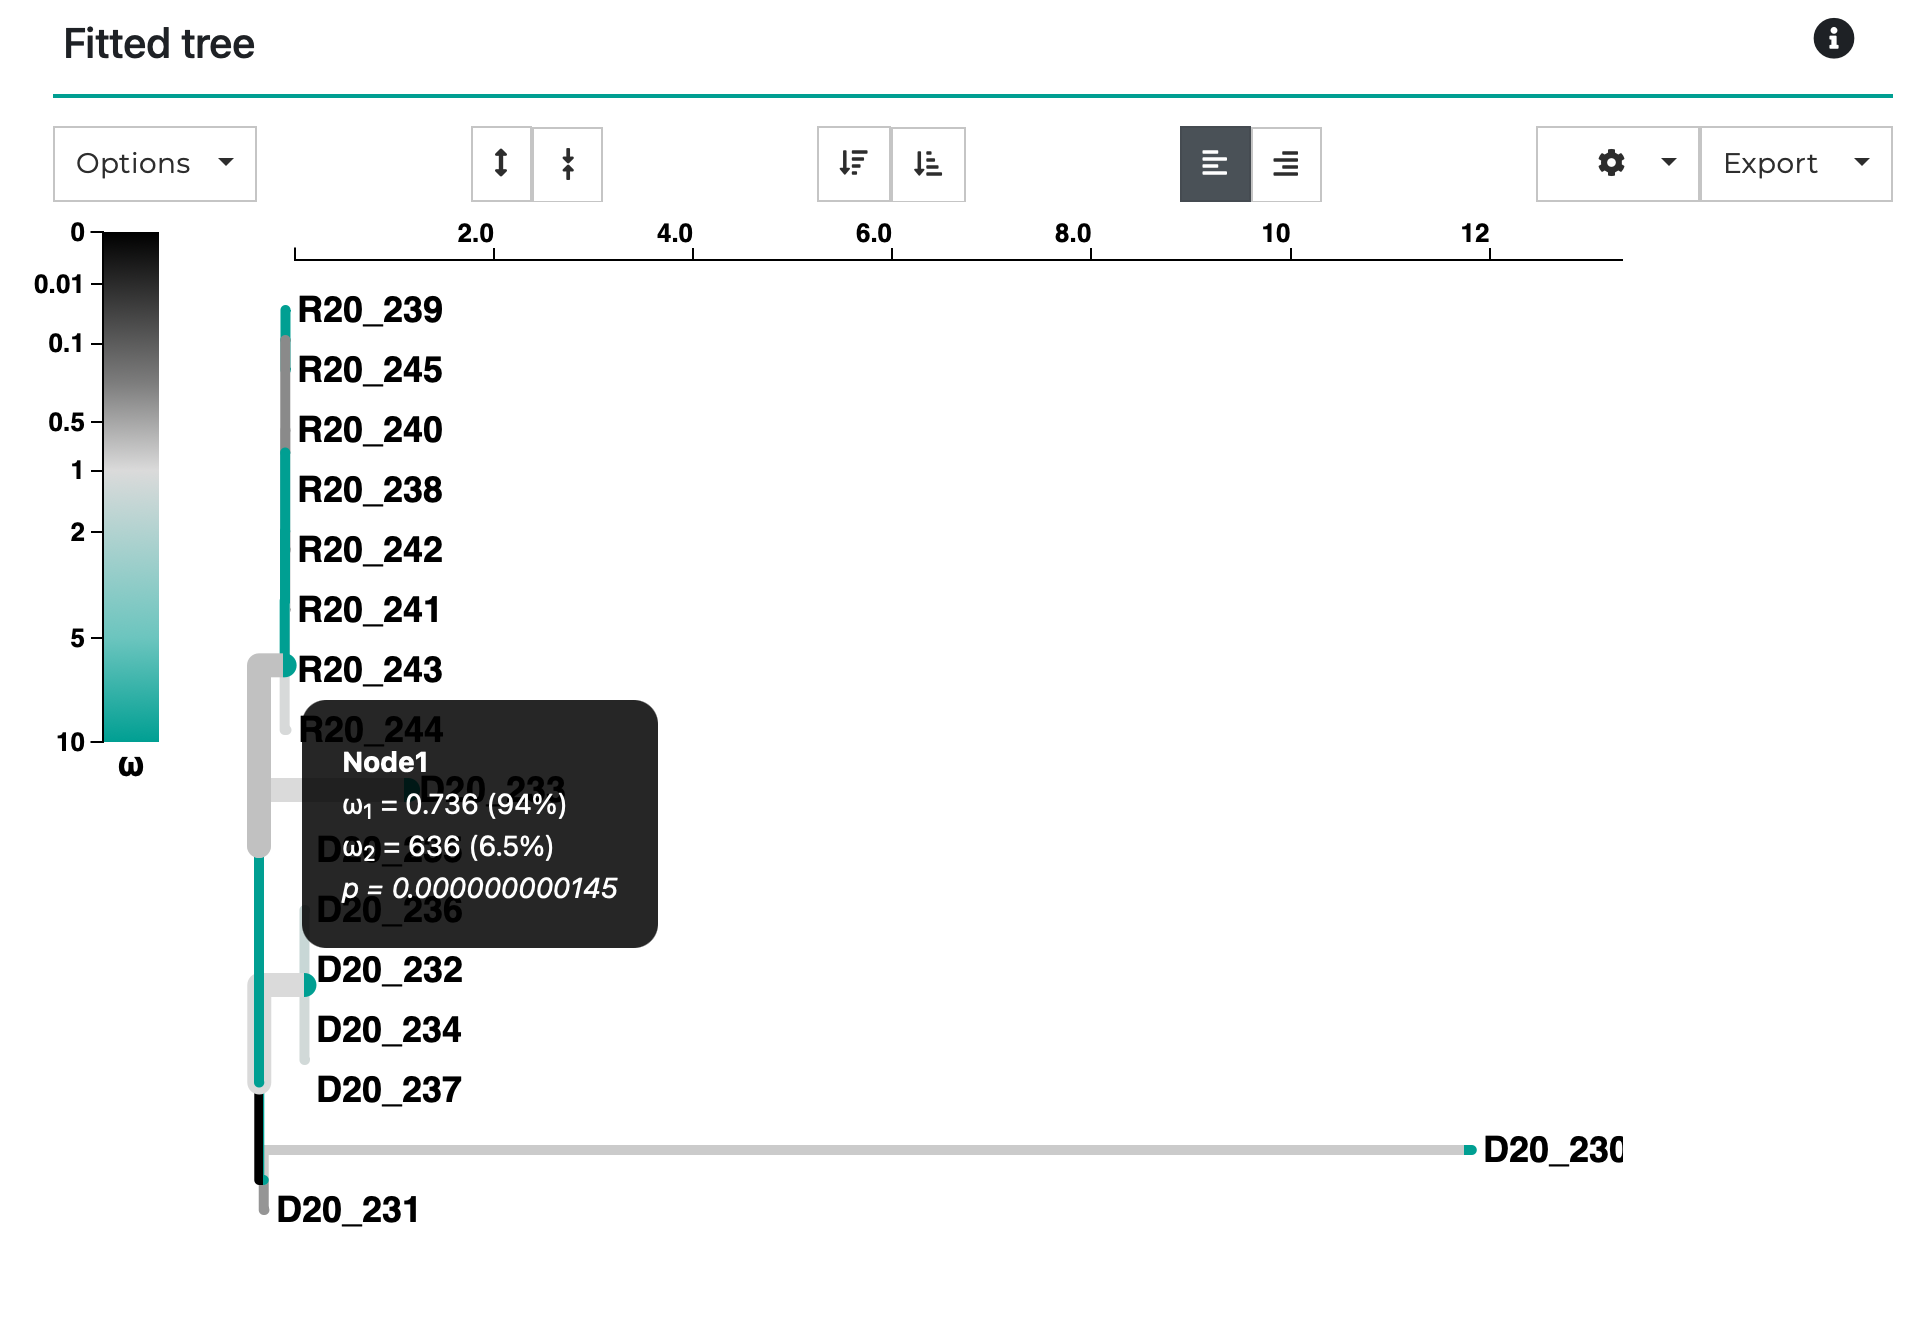 Fitted tree
Options
Export
2.0 4.0 6.0 8.0 10 12
0
0.01
0.1
0.5
1
2
5
10
ω
R20_239
R20_245
R20_240
R20_238
R20_242
R20_241
R20_243
R20_244
Node1
D20_233
ω1 = 0.736 (94%)
ω2 = 636 (6.5%)
p = 0.000000000145
D20_236
D20_232
D20_234
D20_237
D20_230
D20_231